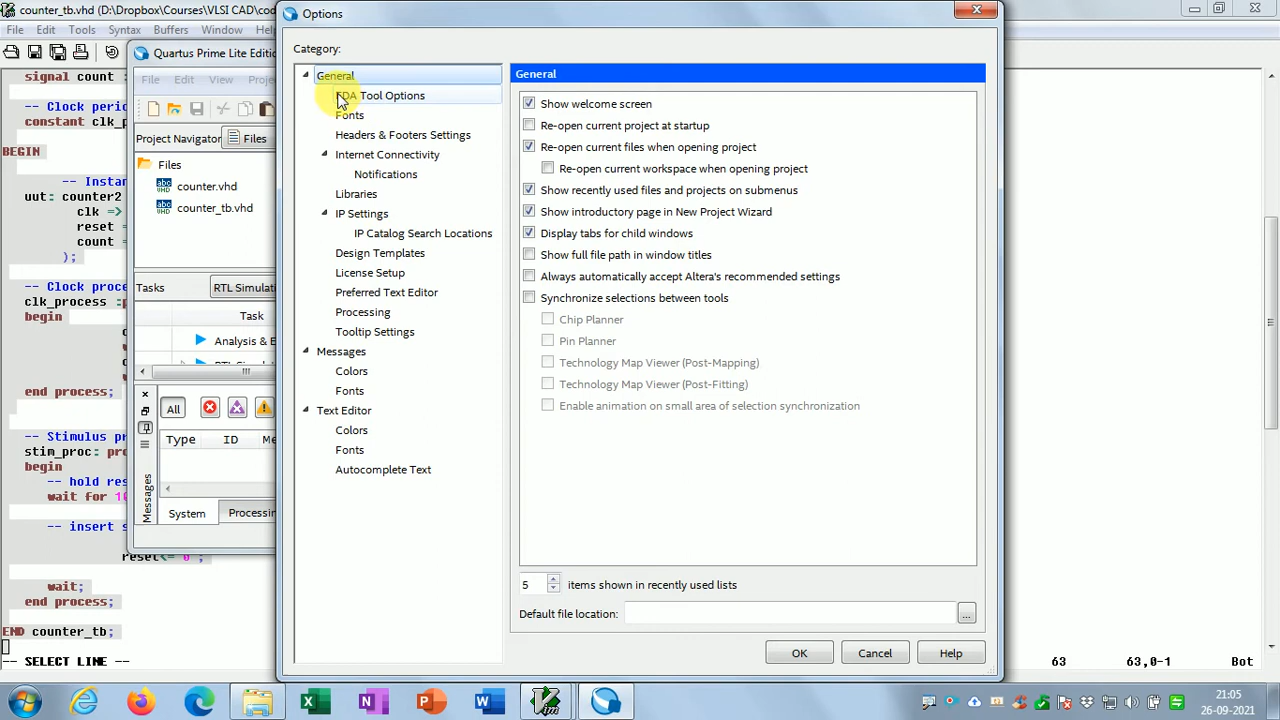 counter_tb.vhd (D:\Dropbox\Courses\VLSI CAD\cod
Options
File Edit Tools Syntax Buffers Window
Quartus Prime Lite Editio
Category:
signal count :
File Edit View Proje
General
General
EDA Tool Options
Show welcome screen
-- Clock perio
constant clk_p
Fonts
Re-open current project at startup
Project Navigator Files
Headers & Footers Settings
Re-open current files when opening project
BEGIN
Files
Internet Connectivity
Re-open current workspace when opening project
-- Instan
counter.vhd
Notifications
Show recently used files and projects on submenus
uut: counter2
counter_tb.vhd
Libraries
Show introductory page in New Project Wizard
clk =>
IP Settings
Display tabs for child windows
reset =
IP Catalog Search Locations
Show full file path in window titles
count =
Design Templates
Always automatically accept Altera's recommended settings
);
License Setup
Synchronize selections between tools
-- Clock proce
Tasks RTL Simulati
Preferred Text Editor
Chip Planner
clk_process :p
Task
Processing
Pin Planner
begin
Analysis & E
Tooltip Settings
Technology Map Viewer (Post-Mapping)
Messages
Technology Map Viewer (Post-Fitting)
end process;
Colors
Enable animation on small area of selection synchronization
All
Fonts
Type ID Me
Text Editor
-- Stimulus pr
Colors
stim_proc: pro
Fonts
begin
Autocomplete Text
-- hold res
wait for 10
Messages
System Processin
-- insert s
reset<= '0';
wait;
5 items shown in recently used lists
end process;
Default file location: ...
END counter_tb;
OK Cancel Help
-- SELECT LINE -- 63 63,0-1 Bot
21:05
26-09-2021